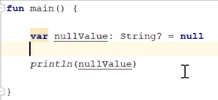 fun main() {
var nullValue: String? = null
println(nullValue)
}